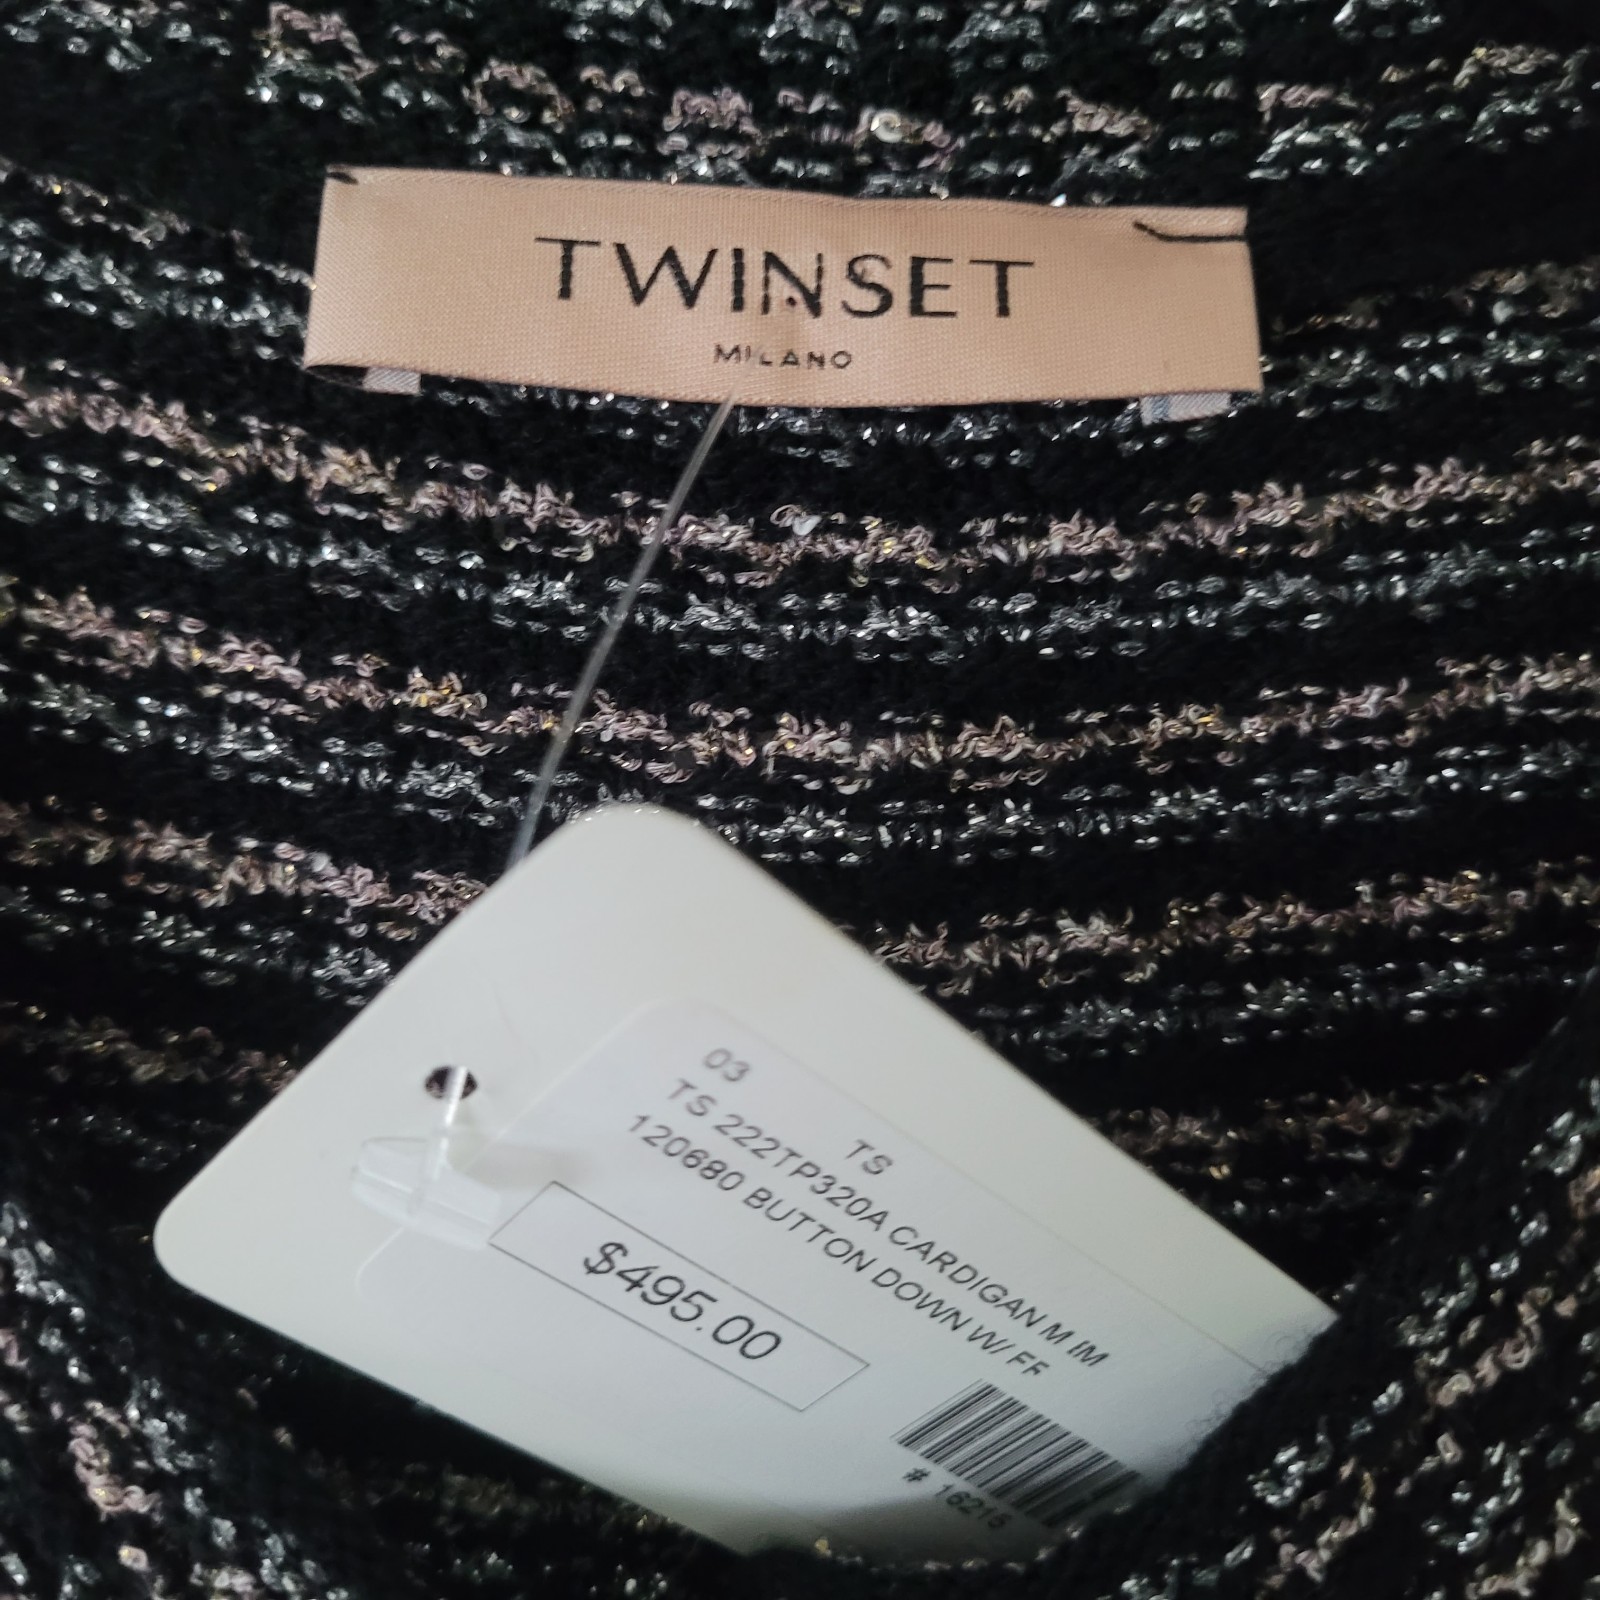 TWINSET
MILANO
03
TS
TS 222TP320A CARDIGAN M IM
120680 BUTTON DOWN W/ FF
$495.00
# 16215